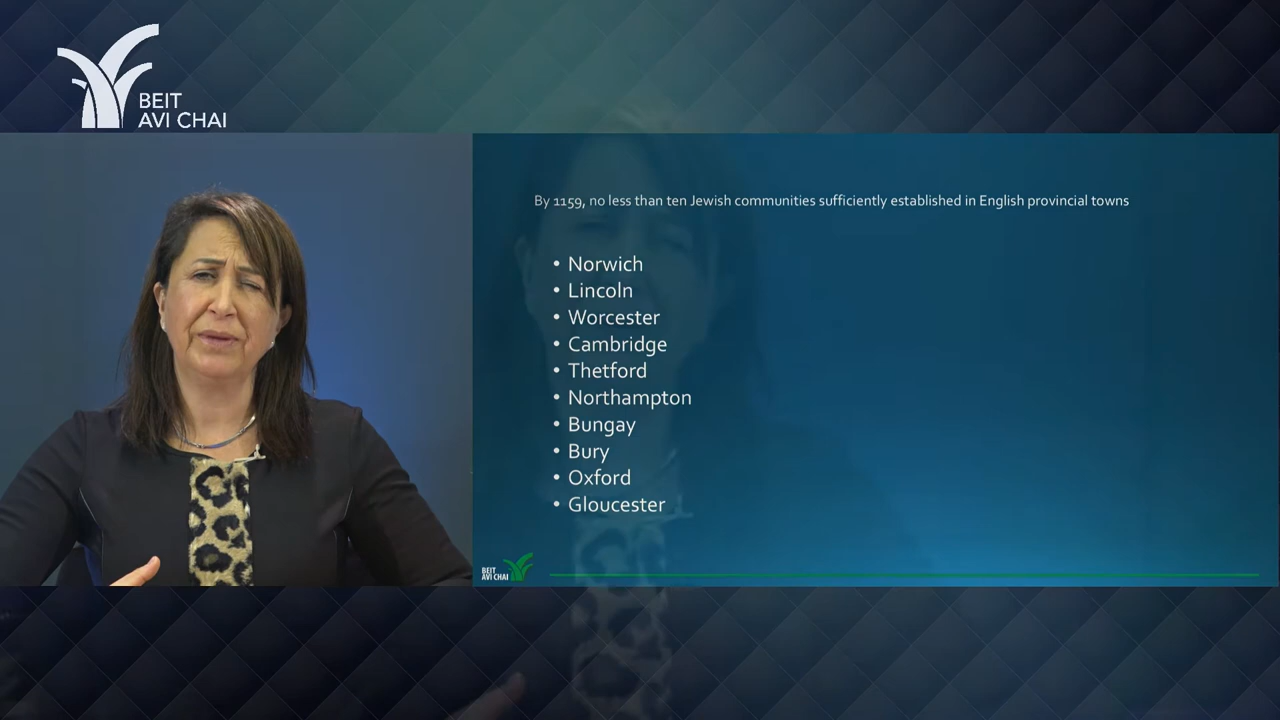 BEIT
AVI CHAI
By 1159, no less than ten Jewish communities sufficiently established in English provincial towns
• Norwich
• Lincoln
• Worcester
• Cambridge
• Thetford
• Northampton
• Bungay
• Bury
• Oxford
• Gloucester
BEIT
AVI CHAI